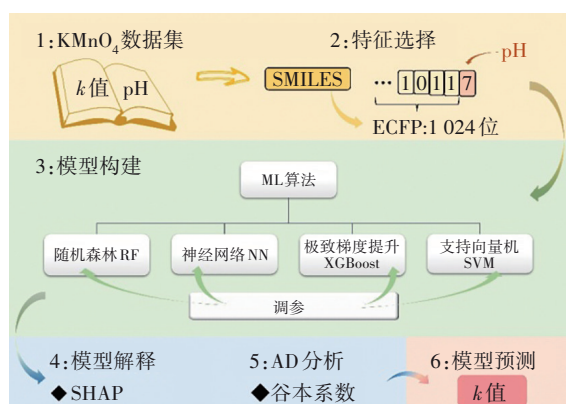 1:KMnO₄数据集
2:特征选择
k值 pH
SMILES
pH
…10117
ECFP:1 024位
3:模型构建
ML算法
随机森林RF
神经网络NN
极致梯度提升
XGBoost
支持向量机
SVM
调参
4:模型解释
◆SHAP
5:AD分析
◆谷本系数
6:模型预测
k值